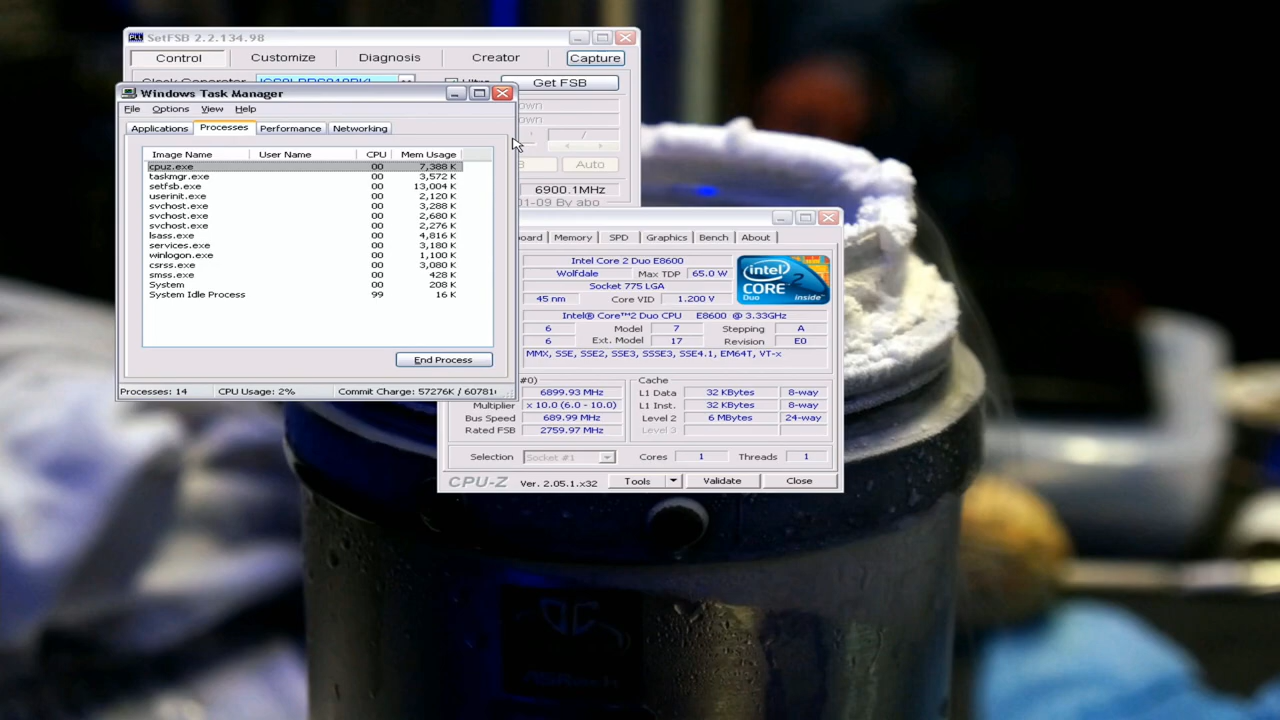 SetFSB 2.2.134.98
Control Customize Diagnosis Creator Capture
Get FSB
Auto
6900.1MHz
By abo
Windows Task Manager
File Options View Help
Applications Processes Performance Networking
Image Name User Name CPU Mem Usage
cpuz.exe 00 7,388 K
taskmgr.exe 00 3,572 K
setfsb.exe 00 13,004 K
userinit.exe 00 2,120 K
svchost.exe 00 3,288 K
svchost.exe 00 2,680 K
svchost.exe 00 2,276 K
lsass.exe 00 4,816 K
services.exe 00 3,180 K
winlogon.exe 00 1,100 K
csrss.exe 00 3,080 K
smss.exe 00 428 K
System 00 208 K
System Idle Process 99 16 K
End Process
Processes: 14 CPU Usage: 2% Commit Charge: 57276K / 60781
Memory SPD Graphics Bench About
Intel Core 2 Duo E8600
Wolfdale Max TDP 65.0 W
Socket 775 LGA
45 nm Core VID 1.200 V
intel CORE 2 Duo inside™
Intel® Core™2 Duo CPU E8600 @ 3.33GHz
6 Model 7 Stepping A
6 Ext. Model 17 Revision E0
MMX, SSE, SSE2, SSE3, SSSE3, SSE4.1, EM64T, VT-x
#0) Cache
6899.93 MHz L1 Data 32 KBytes 8-way
Multiplier x 10.0 (6.0 - 10.0) L1 Inst. 32 KBytes 8-way
Bus Speed 689.99 MHz Level 2 6 MBytes 24-way
Rated FSB 2759.97 MHz Level 3
Selection Socket #1 Cores 1 Threads 1
CPU-Z Ver. 2.05.1.x32 Tools Validate Close